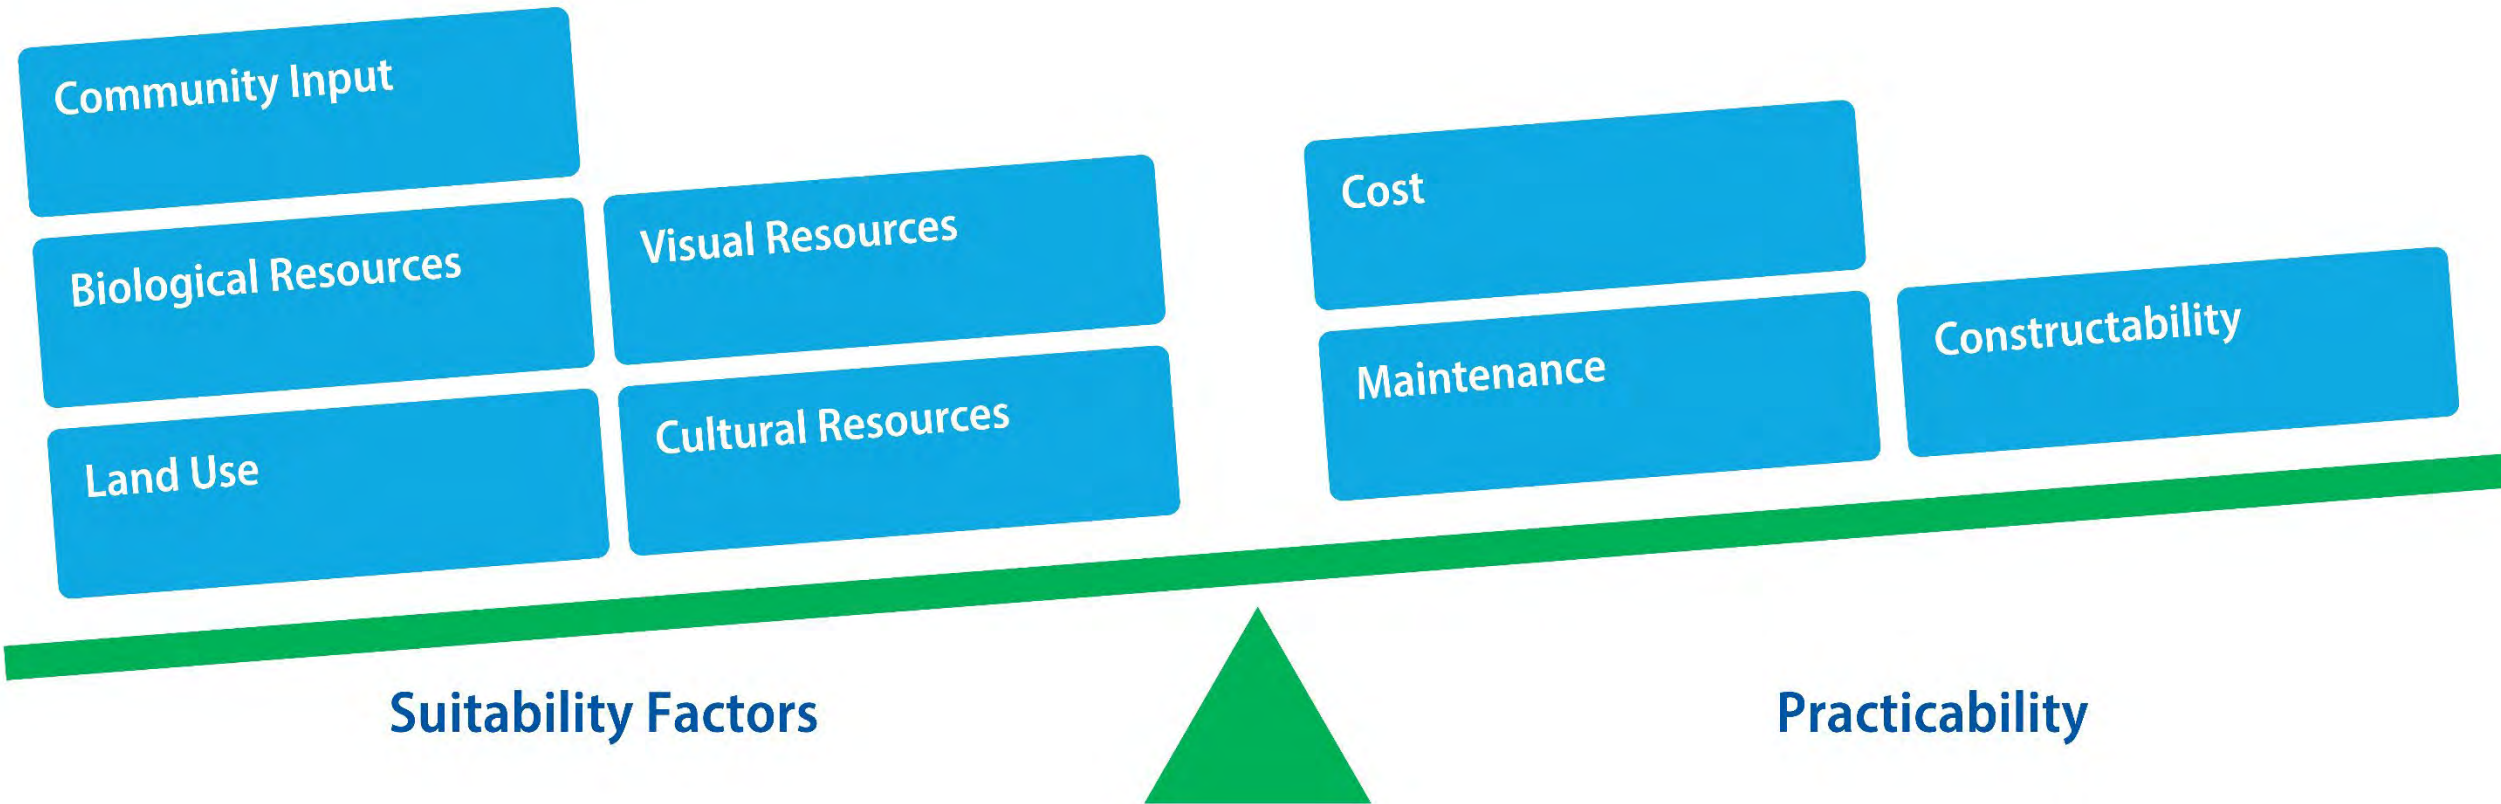 Community Input
Biological Resources
Land Use
Visual Resources
Cultural Resources
Cost
Maintenance
Constructability
Suitability Factors
Practicability